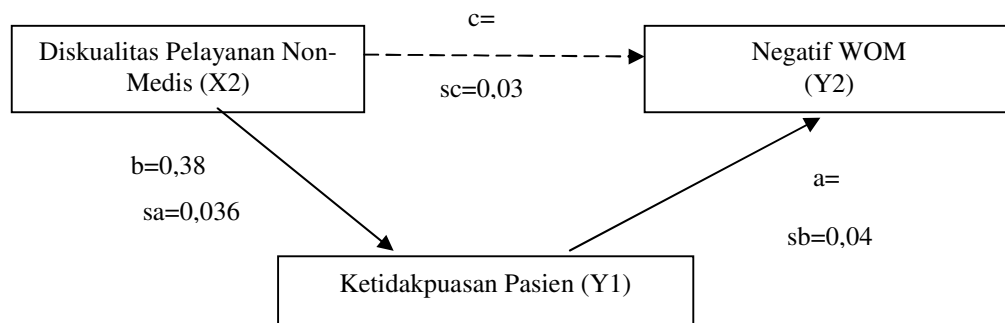 c=
Diskualitas Pelayanan Non-
Medis (X2)
Negatif WOM
(Y2)
sc=0,03
b=0,38
sa=0,036
a=
sb=0,04
Ketidakpuasan Pasien (Y1)